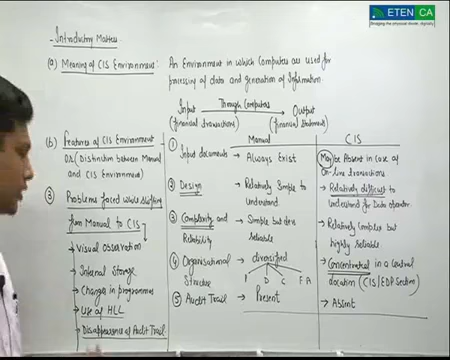 ETEN CA
- Introductory Matters
(a) Meaning of CIS Environment:
An Environment in which Computers are used for
processing of data and generation of Information.
Input Through Computers Output
(financial transactions) (financial statement)
(b) Features of CIS Environment
OR (Distinction between Manual
and CIS Environment)
③ Problems faced while shifting
from Manual to CIS
→ Visual Observation
→ Internal Storage
→ Changes in programmes
→ Use of HLL
→ Disappearance of Audit Trail
Manual CIS
① Input documents → Always Exist
May be Absent in case of
on-line transactions
② Design → Relatively Simple to
Understand
→ Relatively difficult to
understand for Data operator
③ Complexity and
Reliability
→ Simple but less
reliable
→ Relatively Complex but
highly reliable
④ Organisational
Structure
→ diversified
P D C F A
→ Concentrated in a central
location (CIS/EDP Section)
⑤ Audit Trail → Present
→ Absent